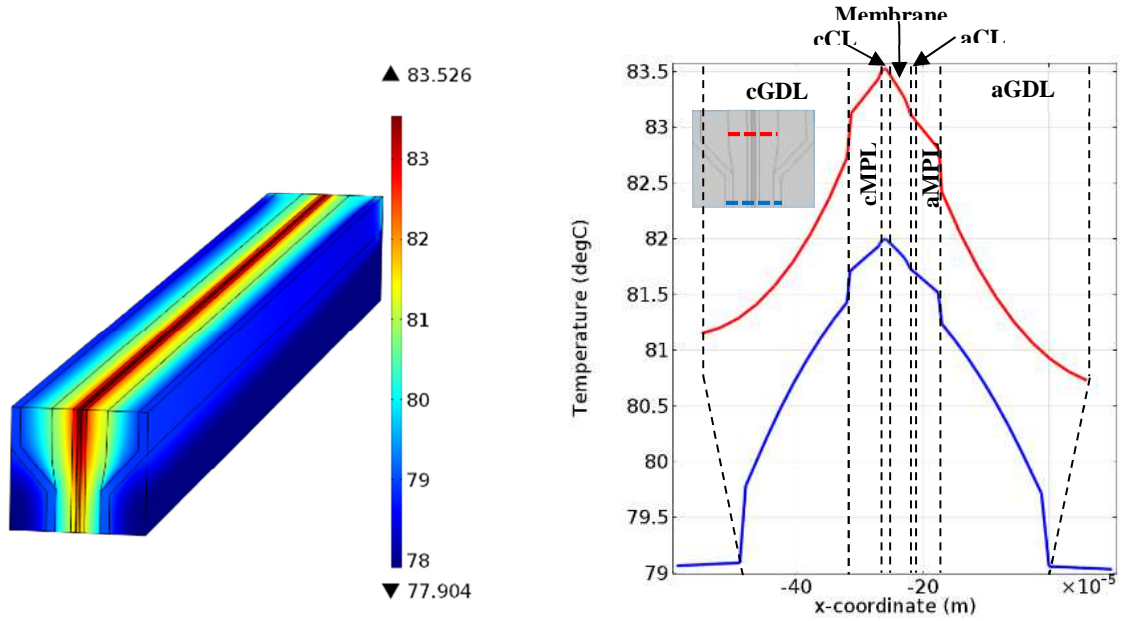 ▲ 83.526
83
82
81
80
79
78
▼ 77.904
Membrane
cCL
aCL
cGDL
aGDL
cMPL
aMPL
83.5
83
82.5
82
81.5
81
80.5
80
79.5
79
-40
-20
×10⁻⁵
x-coordinate (m)
Temperature (degC)